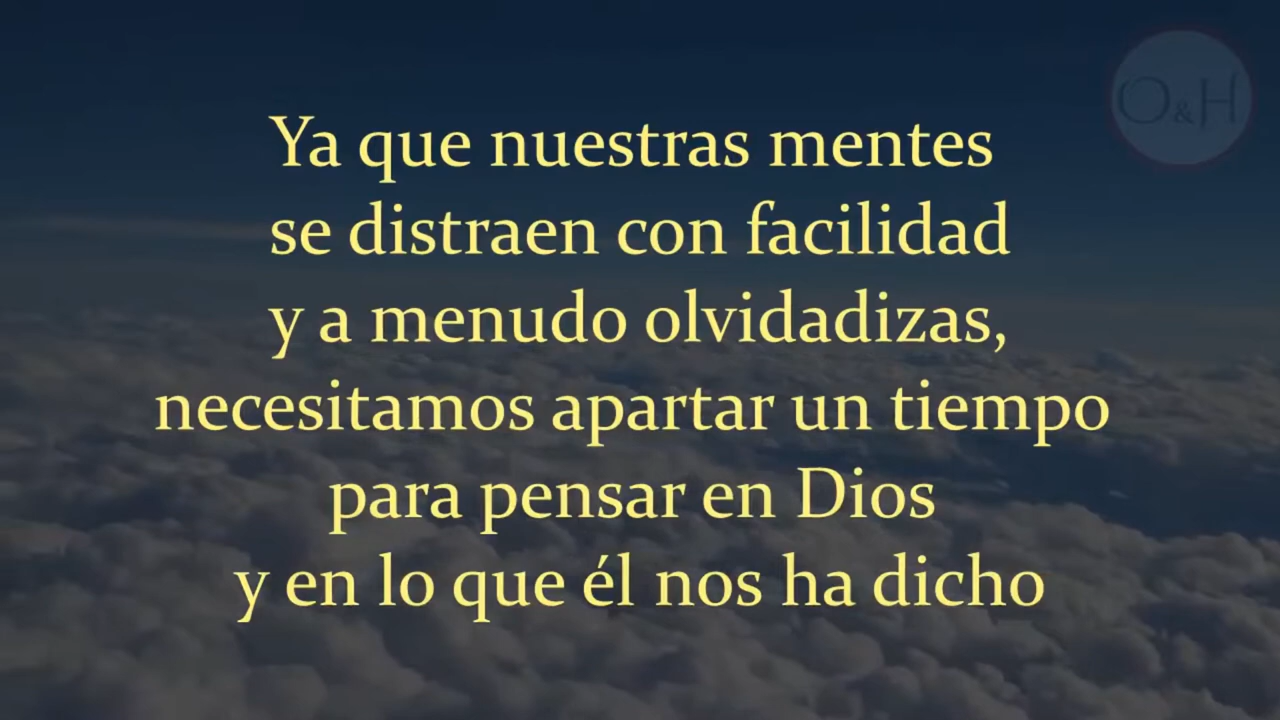 O&H
Ya que nuestras mentes
se distraen con facilidad
y a menudo olvidadizas,
necesitamos apartar un tiempo
para pensar en Dios
y en lo que él nos ha dicho